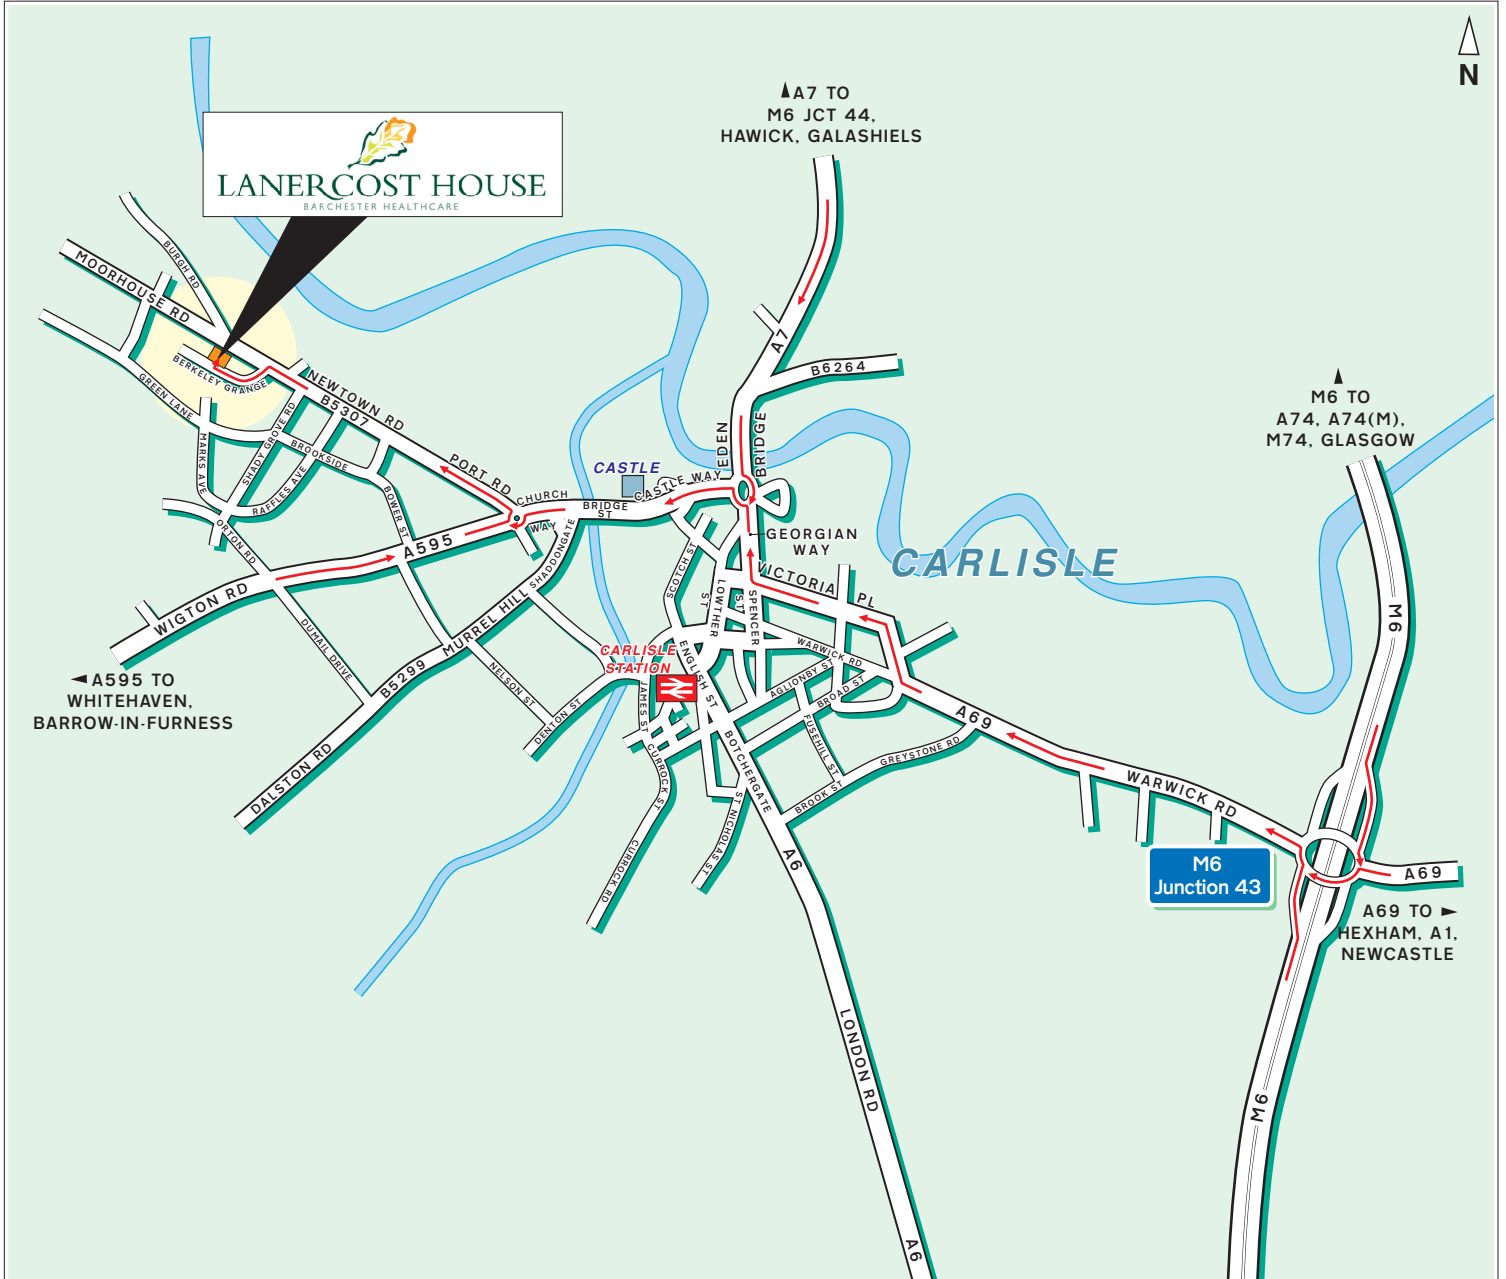 N
A7 TO
M6 JCT 44,
HAWICK, GALASHIELS
LANERCOST HOUSE
BARCHESTER HEALTHCARE
BURGH RD
MOORHOUSE RD
A7
B6264
BERKELEY GRANGE
GREEN LANE
NEWTOWN RD
B5307
M6 TO
A74, A74(M),
M74, GLASGOW
MARKS AVE
SHADY GROVE RD
BROOKSIDE
RAFFLES AVE
BOWER ST
PORT RD
CASTLE
CASTLE WAY
EDEN
BRIDGE
CHURCH
WAY
BRIDGE
ST
GEORGIAN
WAY
CARLISLE
ORTON RD
A595
SHADDONGATE
SCOTCH ST
VICTORIA PL
WIGTON RD
MURRELL HILL
LOWTHER
ST
SPENCER
ST
M6
DUMAIL DRIVE
B5299
NELSON ST
DENTON ST
CARLISLE
STATION
ENGLISH ST
WARWICK RD
AGLIONBY ST
BROAD ST
A595 TO
WHITEHAVEN,
BARROW-IN-FURNESS
JAMES ST
A69
FUSEHILL ST
GREYSTONE RD
DALSTON RD
CURROCK ST
BOTCHERGATE
BROOK ST
WARWICK RD
ST NICHOLAS ST
CURROCK RD
A6
M6
Junction 43
A69
A69 TO
HEXHAM, A1,
NEWCASTLE
LONDON RD
M6
A6